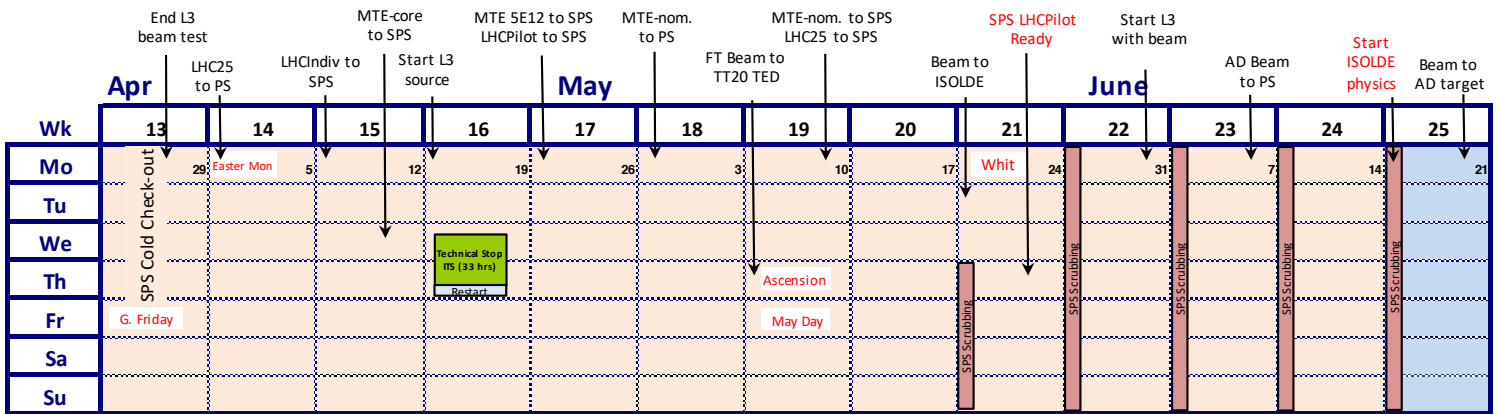 End L3
beam test
LHC25
to PS
LHCIndiv to
SPS
MTE-core
to SPS
Start L3
source
MTE 5E12 to SPS
LHCPilot to SPS
MTE-nom.
to PS
FT Beam to
TT20 TED
MTE-nom. to SPS
LHC25 to SPS
Beam to
ISOLDE
SPS LHCPilot
Ready
Start L3
with beam
AD Beam
to PS
Start
ISOLDE
physics
Beam to
AD target
Apr May June
Wk 13 14 15 16 17 18 19 20 21 22 23 24 25
Mo 29 Easter Mon 5 12 19 26 3 10 17 Whit 24 31 7 14 21
Tu
We
Th
Fr
Sa
Su
SPS Cold Check-out
G. Friday
Technical Stop
ITS (33 hrs)
Restart
Ascension
May Day
SPS Scrubbing
SPS Scrubbing
SPS Scrubbing
SPS Scrubbing
SPS Scrubbing